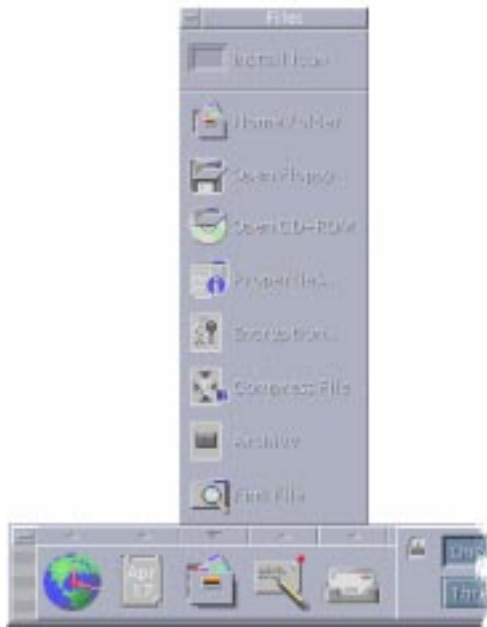 Files
Install Icon
Home Folder
Open Floppy
Open CD-ROM
Properties...
Encryption...
Compress File
Archive
Find File
Apr
17